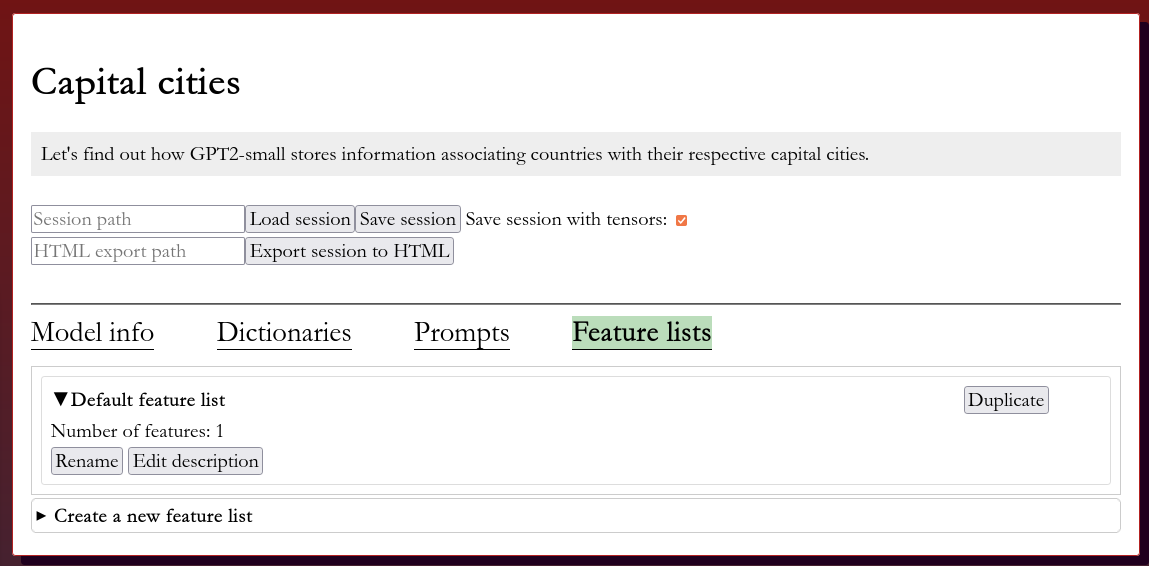 Capital cities
Let's find out how GPT2-small stores information associating countries with their respective capital cities.
Session path Load session Save session Save session with tensors:
HTML export path Export session to HTML
Model info Dictionaries Prompts Feature lists
▼Default feature list Duplicate
Number of features: 1
Rename Edit description
▸ Create a new feature list